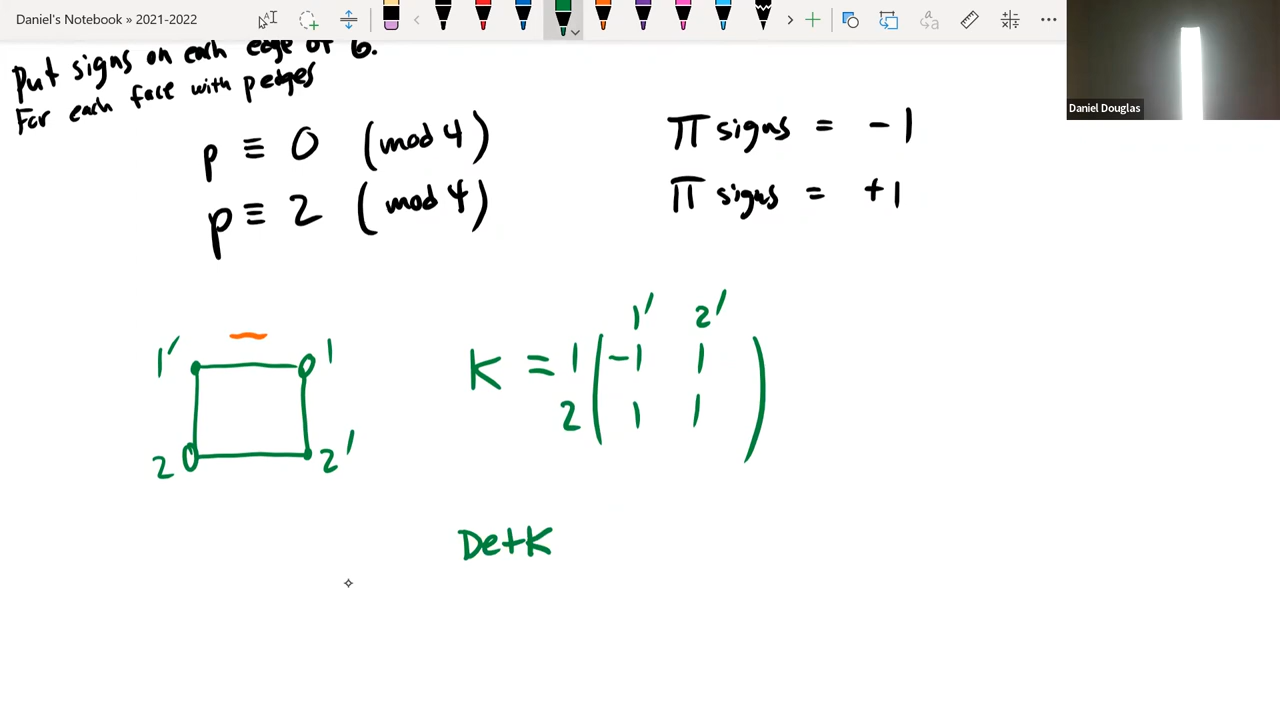 Daniel's Notebook » 2021-2022
Daniel Douglas
Put signs on each edge of G.
For each face with p edges
p ≡ 0 (mod 4) π signs = -1
p ≡ 2 (mod 4) π signs = +1
1' 2'
1' 1 K = 1 ( -1 1 )
2 2' 2 ( 1 1 )
Det K